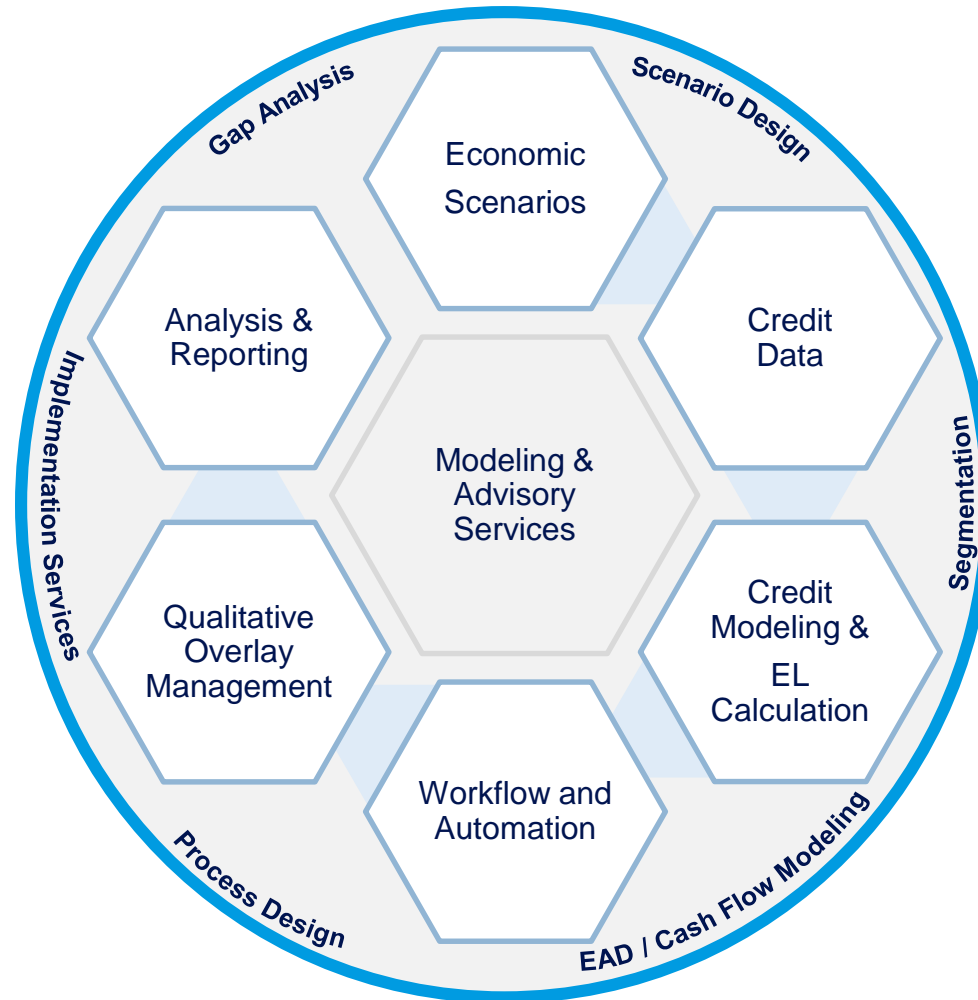 Gap Analysis
Scenario Design
Economic
Scenarios
Analysis &
Reporting
Credit
Data
Implementation Services
Modeling &
Advisory
Services
Segmentation
Qualitative
Overlay
Management
Credit
Modeling &
EL
Calculation
Workflow and
Automation
Process Design
EAD / Cash Flow Modeling